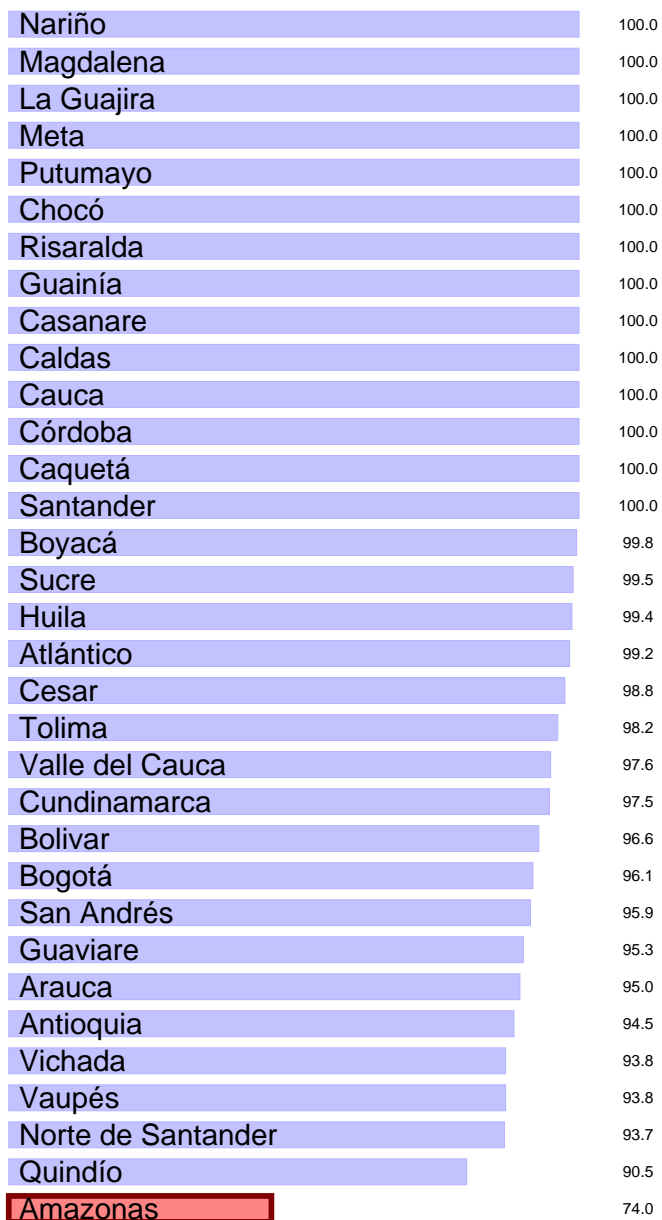 Nariño 100.0
Magdalena 100.0
La Guajira 100.0
Meta 100.0
Putumayo 100.0
Chocó 100.0
Risaralda 100.0
Guainía 100.0
Casanare 100.0
Caldas 100.0
Cauca 100.0
Córdoba 100.0
Caquetá 100.0
Santander 100.0
Boyacá 99.8
Sucre 99.5
Huila 99.4
Atlántico 99.2
Cesar 98.8
Tolima 98.2
Valle del Cauca 97.6
Cundinamarca 97.5
Bolivar 96.6
Bogotá 96.1
San Andrés 95.9
Guaviare 95.3
Arauca 95.0
Antioquia 94.5
Vichada 93.8
Vaupés 93.8
Norte de Santander 93.7
Quindío 90.5
Amazonas 74.0